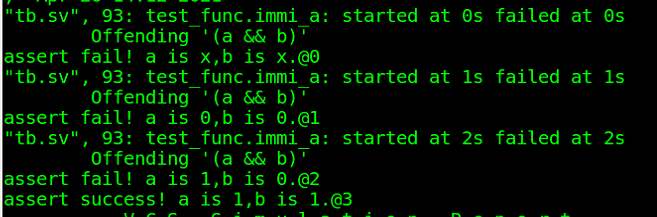 "tb.sv", 93: test_func.immi_a: started at 0s failed at 0s
Offending '(a && b)'
assert fail! a is x,b is x.@0
"tb.sv", 93: test_func.immi_a: started at 1s failed at 1s
Offending '(a && b)'
assert fail! a is 0,b is 0.@1
"tb.sv", 93: test_func.immi_a: started at 2s failed at 2s
Offending '(a && b)'
assert fail! a is 1,b is 0.@2
assert success! a is 1,b is 1.@3
V C S   S i m u l a t i o n   R e p o r t